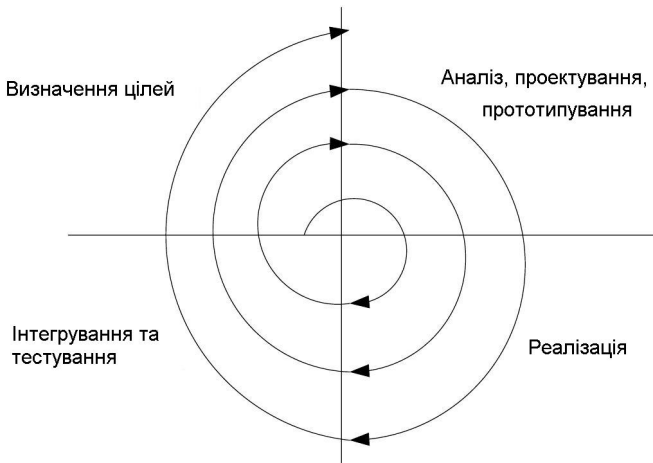 Визначення цілей
Аналіз, проектування,
прототипування
Інтегрування та
тестування
Реалізація